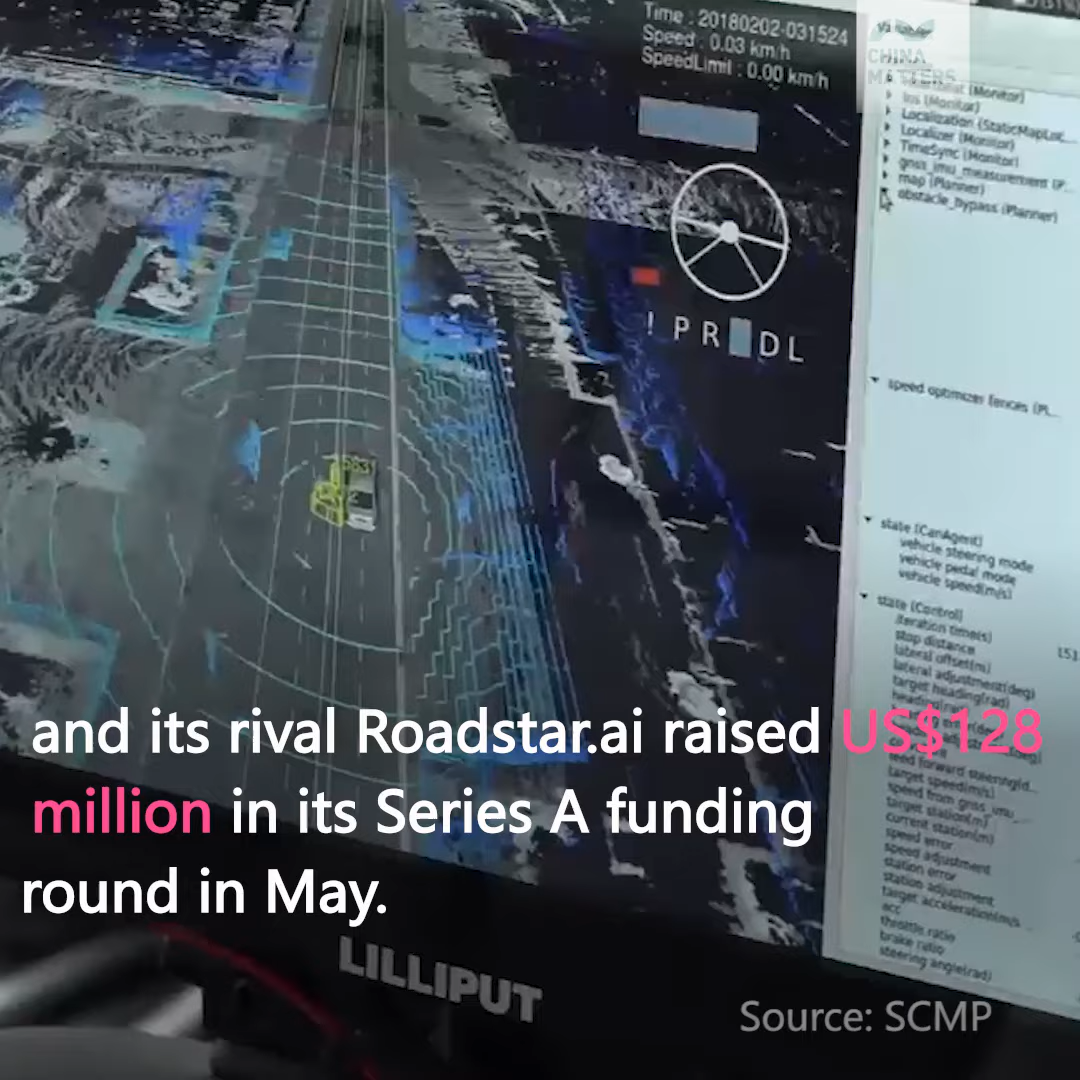 Time : 20180202-031524
Speed : 0.03 km/h
SpeedLimit : 0.00 km/h
CHINA
MATTERS
(Monitor)
(Monitor)
Localization (StaticMapLoc...
Localizer (Monitor)
TimeSync (Monitor)
gnss_imu_measurement (P...
map (Planner)
obstacle_bypass (Planner)
! P R D L
speed optimizer fences (PL...
state (CanAgent)
vehicle steering mode
vehicle pedal mode
vehicle speed(m/s)
state (Control)
iteration time(s)
stop distance
lateral offset(m)
lateral adjustment(deg)
target heading(rad)
and its rival Roadstar.ai raised US$128
million in its Series A funding
round in May.
target speed(m/s)
speed from gnss_imu_...
target station(m)
current station(m)
speed error
speed adjustment
station error
station adjustment
target acceleration(m/s...
acc
throttle ratio
brake ratio
steering angle(rad)
LILLIPUT
Source: SCMP